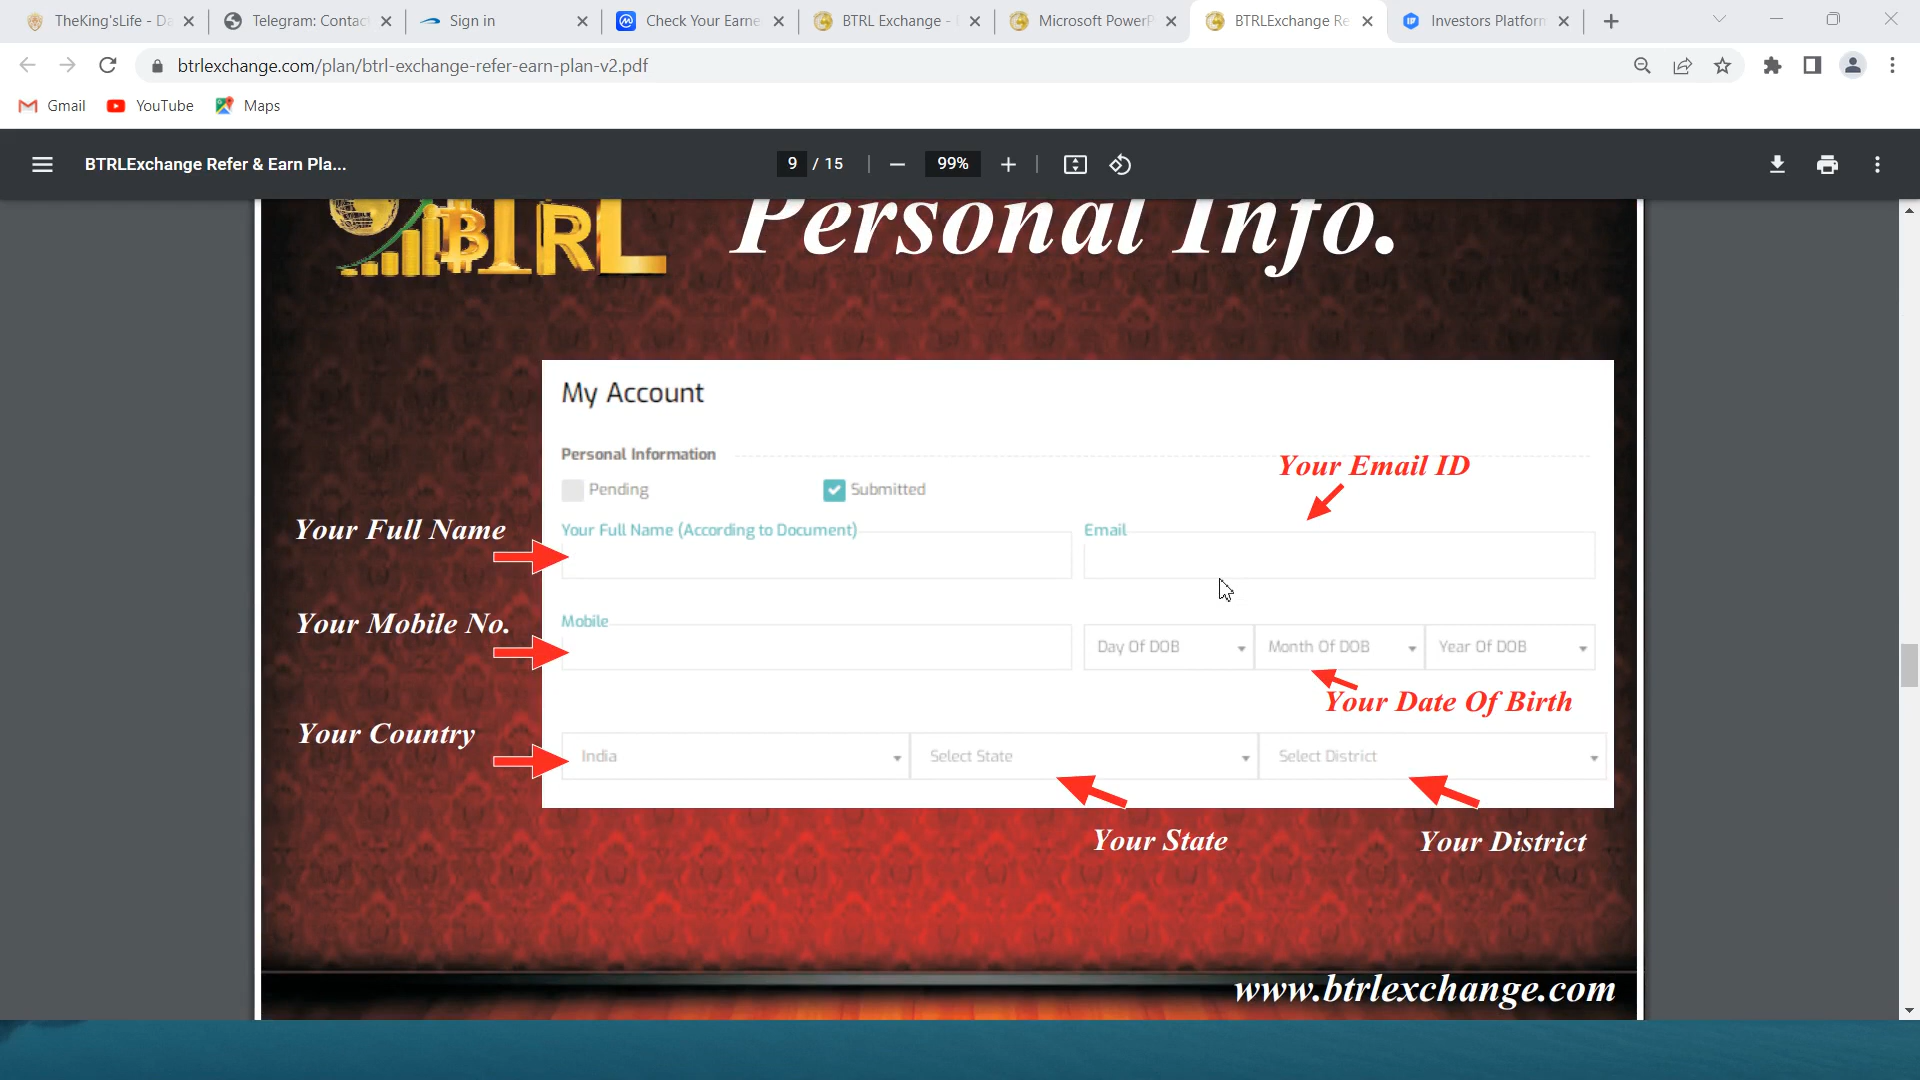 TheKing'sLife - Da
Telegram: Contact
Sign in
Check Your Earne
BTRL Exchange -
Microsoft PowerP
BTRLExchange Re
Investors Platform
btrlexchange.com/plan/btrl-exchange-refer-earn-plan-v2.pdf
Gmail
YouTube
Maps
BTRLExchange Refer & Earn Pla...
9 / 15
99%
BTRL
Personal Info.
My Account
Personal Information
Your Email ID
Pending
Submitted
Your Full Name
Your Full Name (According to Document)
Email
Your Mobile No.
Mobile
Day Of DOB
Month Of DOB
Year Of DOB
Your Date Of Birth
Your Country
India
Select State
Select District
Your State
Your District
www.btrlexchange.com